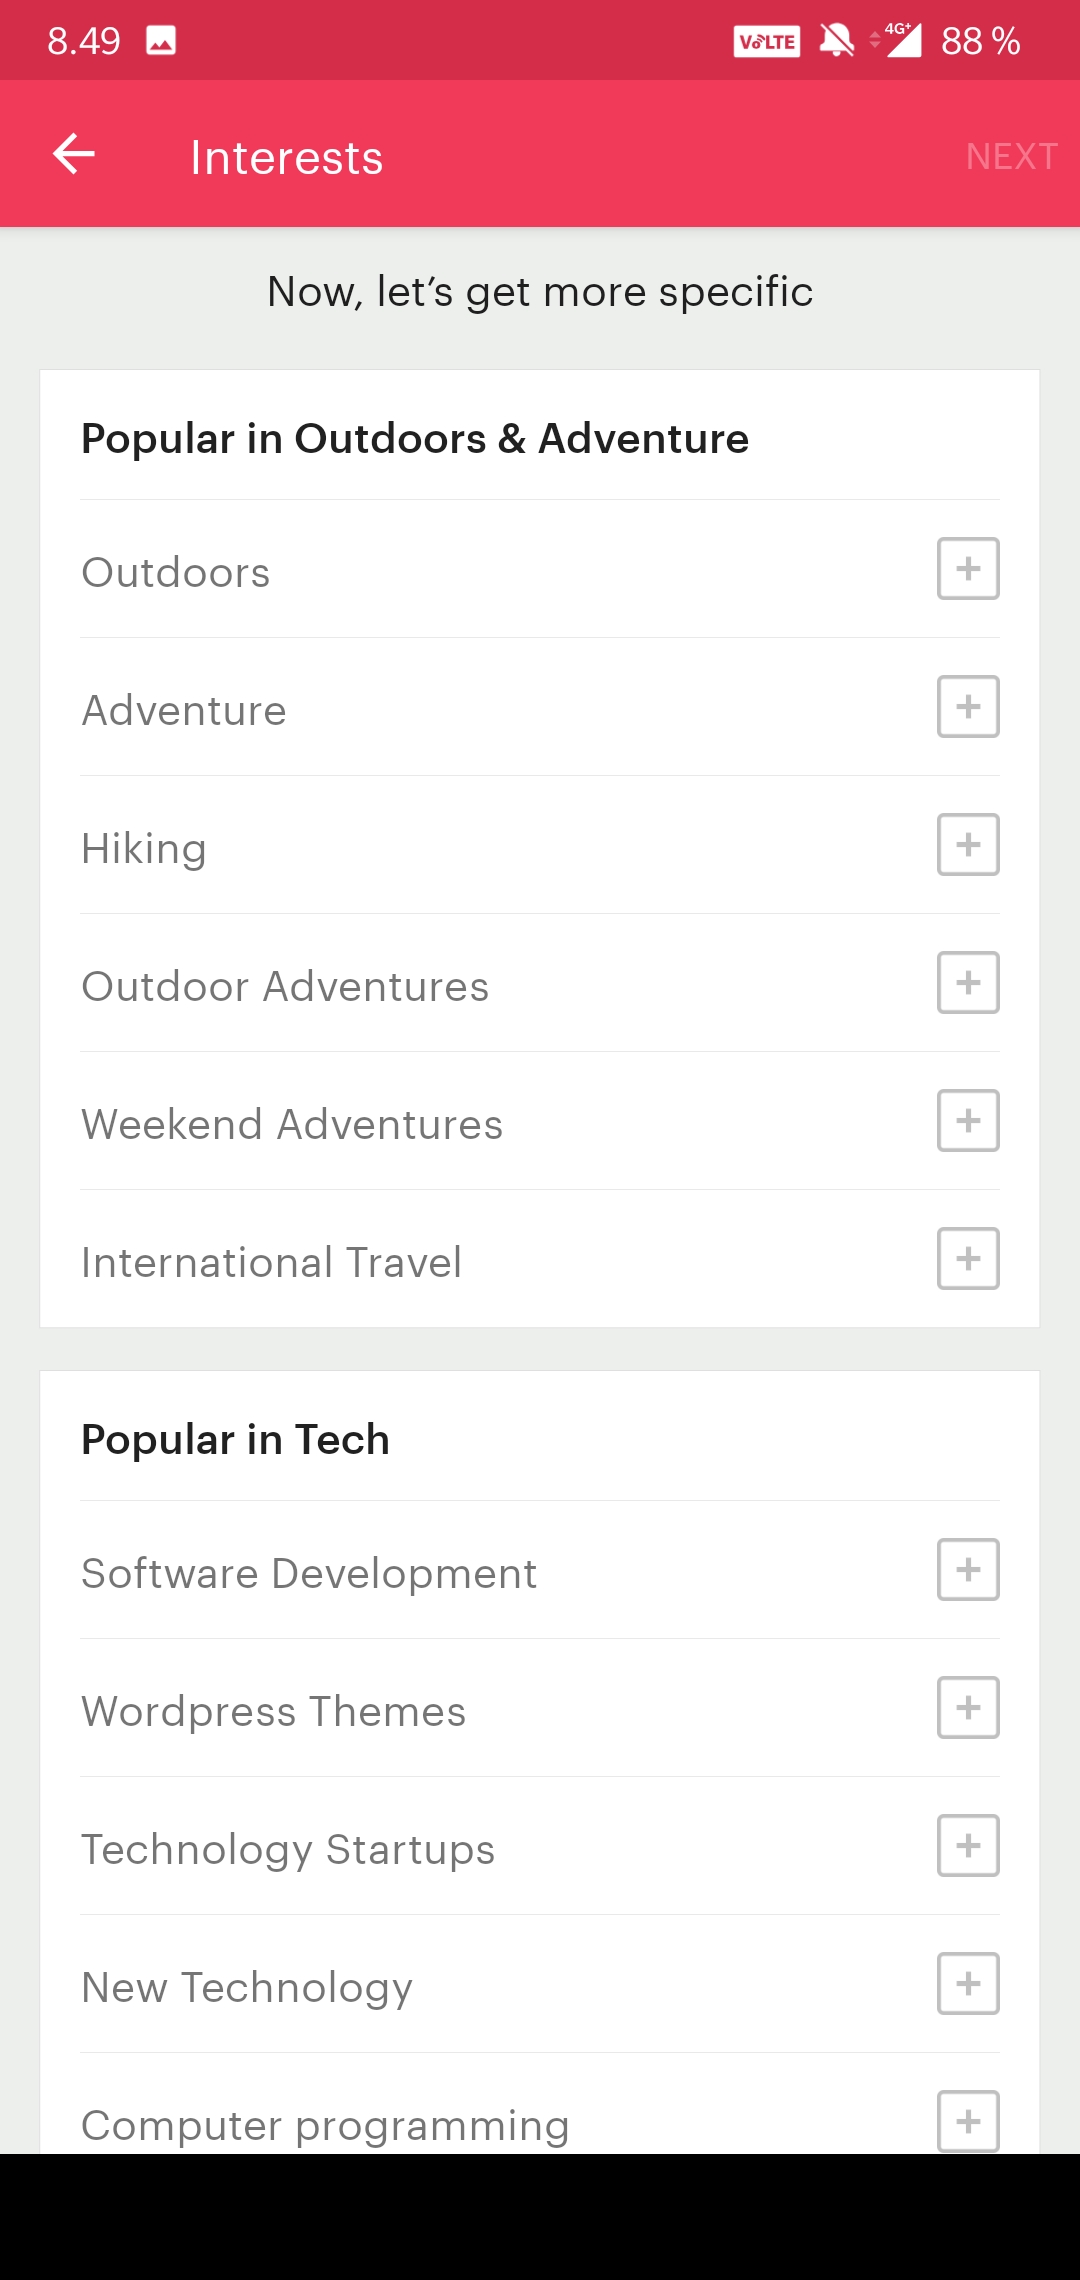 8.49 VoLTE 4G+ 88 %
Interests NEXT
Now, let’s get more specific
Popular in Outdoors & Adventure
Outdoors
Adventure
Hiking
Outdoor Adventures
Weekend Adventures
International Travel
Popular in Tech
Software Development
Wordpress Themes
Technology Startups
New Technology
Computer programming